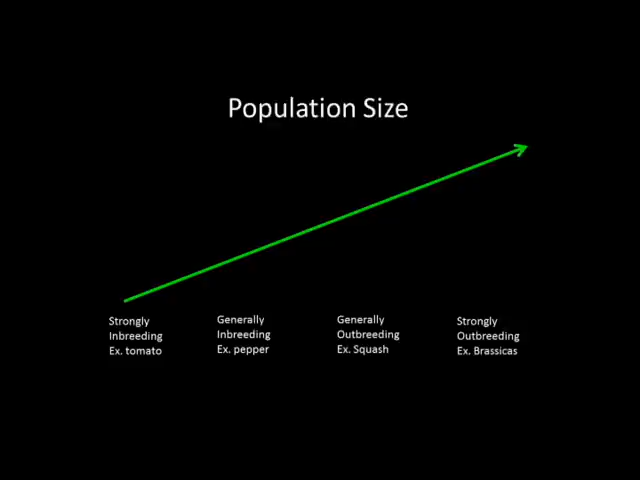 Population Size
Strongly
Inbreeding
Ex. tomato
Generally
Inbreeding
Ex. pepper
Generally
Outbreeding
Ex. Squash
Strongly
Outbreeding
Ex. Brassicas